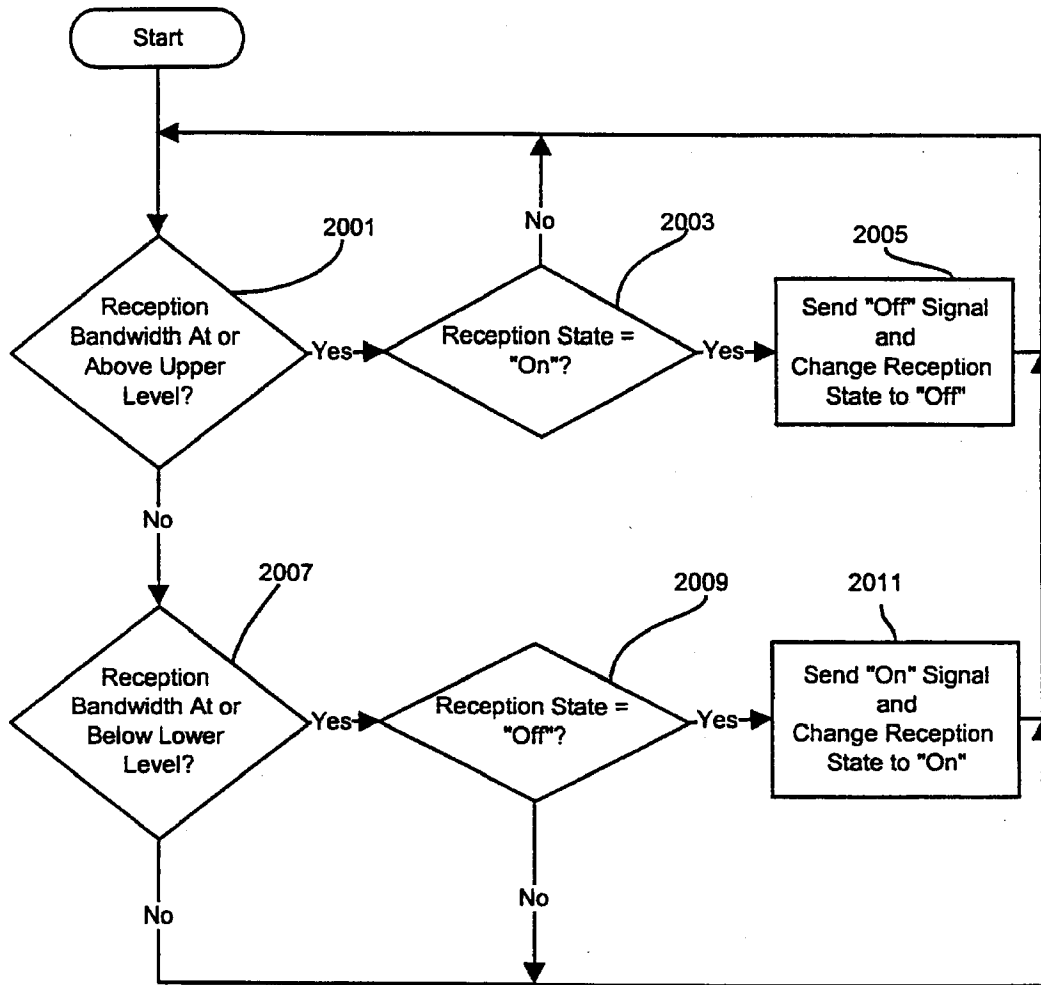 Start
No
2001
2003
2005
Reception
Bandwidth At or
Above Upper
Level?
Yes
Reception State =
"On"?
Yes
Send "Off" Signal
and
Change Reception
State to "Off"
No
2007
2009
2011
Reception
Bandwidth At or
Below Lower
Level?
Yes
Reception State =
"Off"?
Yes
Send "On" Signal
and
Change Reception
State to "On"
No
No